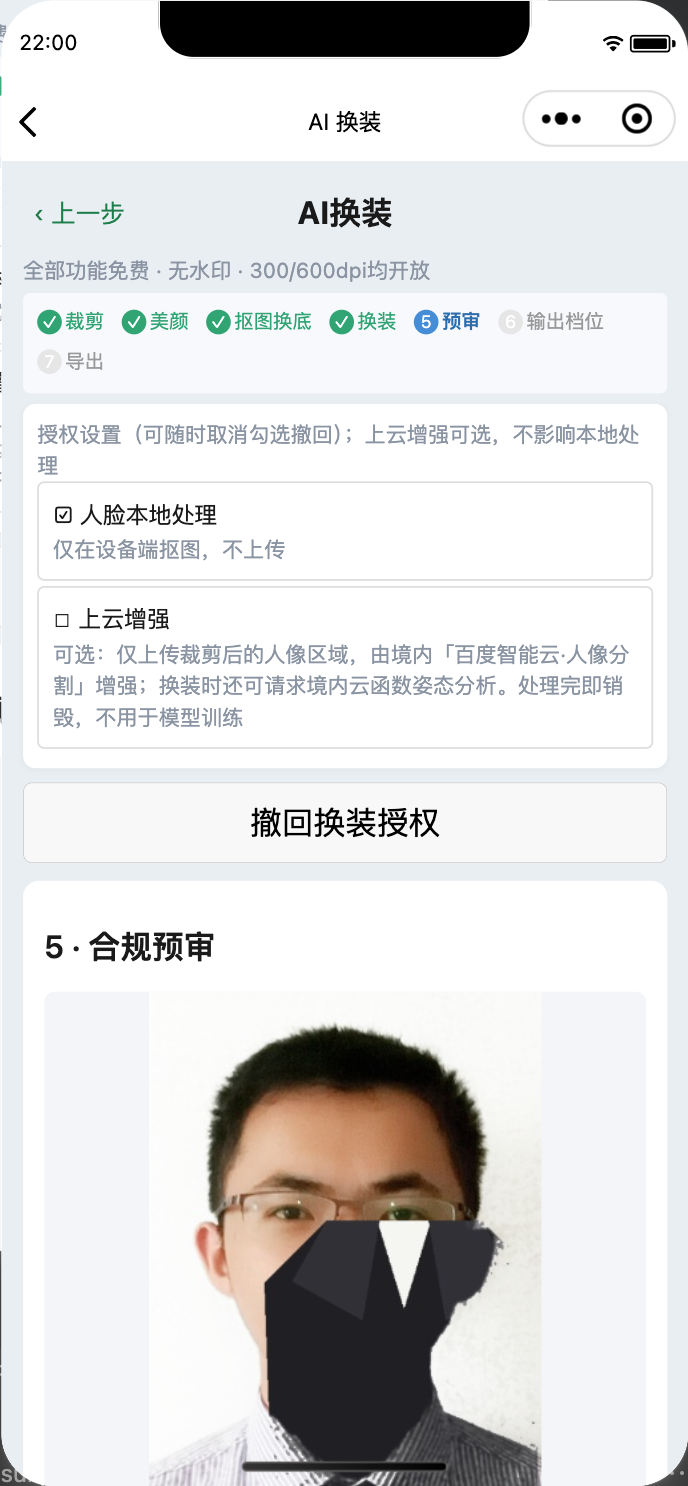 22:00
AI 换装
‹ 上一步
AI换装
全部功能免费 · 无水印 · 300/600dpi均开放
裁剪 美颜 抠图换底 换装 5 预审 6 输出档位
7 导出
授权设置（可随时取消勾选撤回）；上云增强可选，不影响本地处
理
人脸本地处理
仅在设备端抠图，不上传
上云增强
可选：仅上传裁剪后的人像区域，由境内「百度智能云·人像分
割」增强；换装时还可请求境内云函数姿态分析。处理完即销
毁，不用于模型训练
撤回换装授权
5 · 合规预审